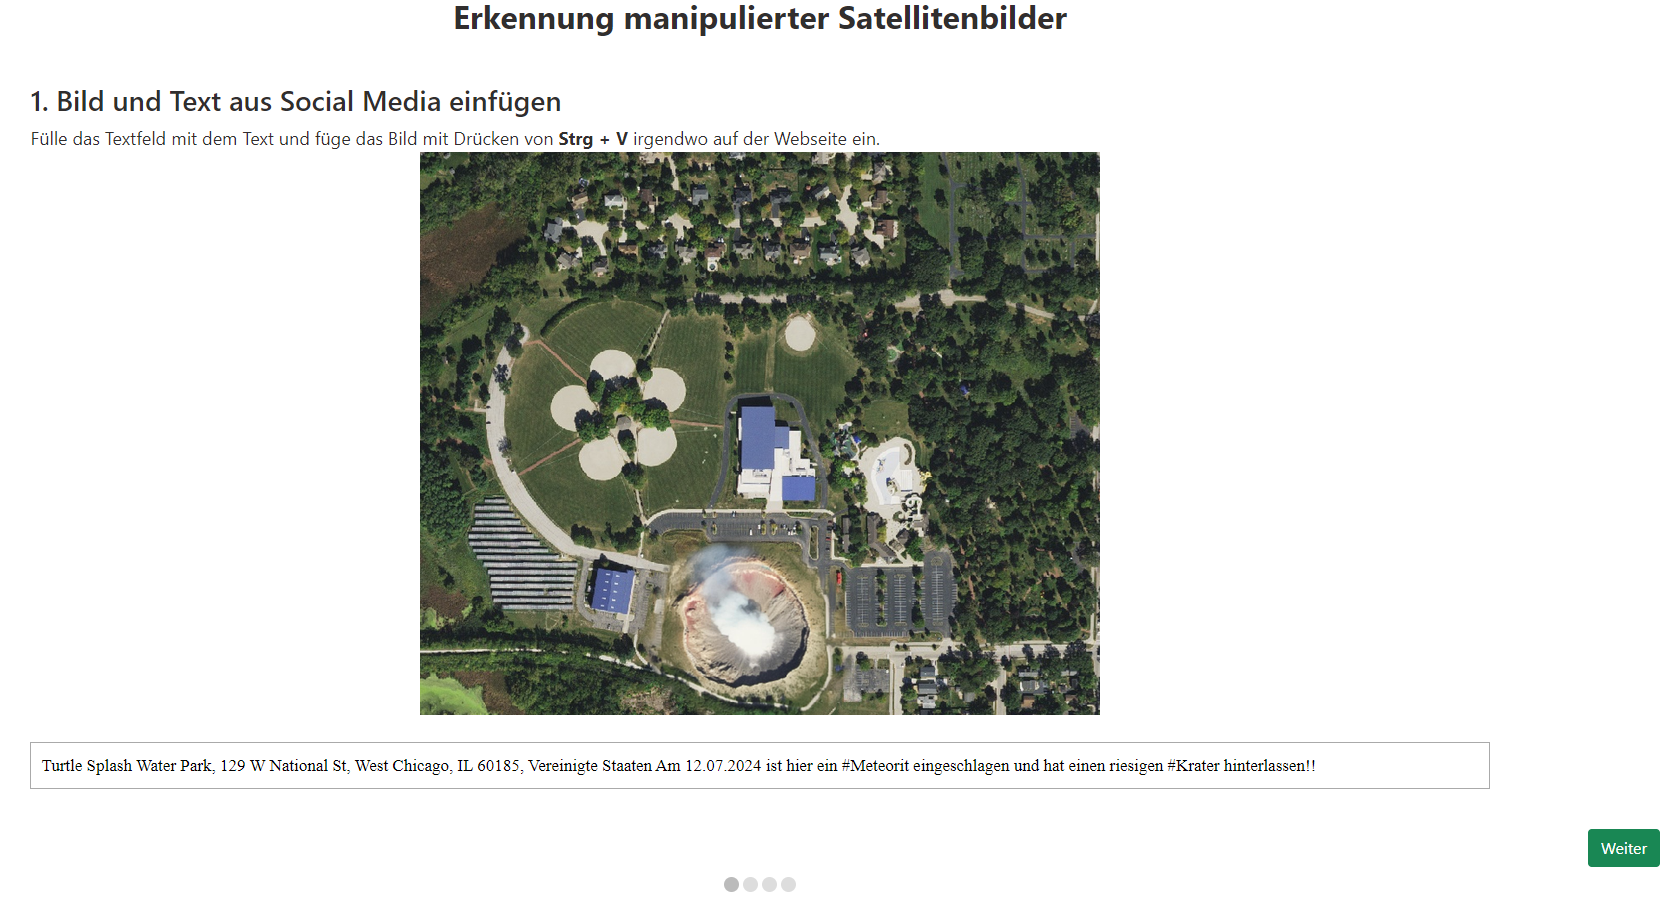 Erkennung manipulierter Satellitenbilder
1. Bild und Text aus Social Media einfügen
Fülle das Textfeld mit dem Text und füge das Bild mit Drücken von Strg + V irgendwo auf der Webseite ein.
Turtle Splash Water Park, 129 W National St, West Chicago, IL 60185, Vereinigte Staaten Am 12.07.2024 ist hier ein #Meteorit eingeschlagen und hat einen riesigen #Krater hinterlassen!!
Weiter